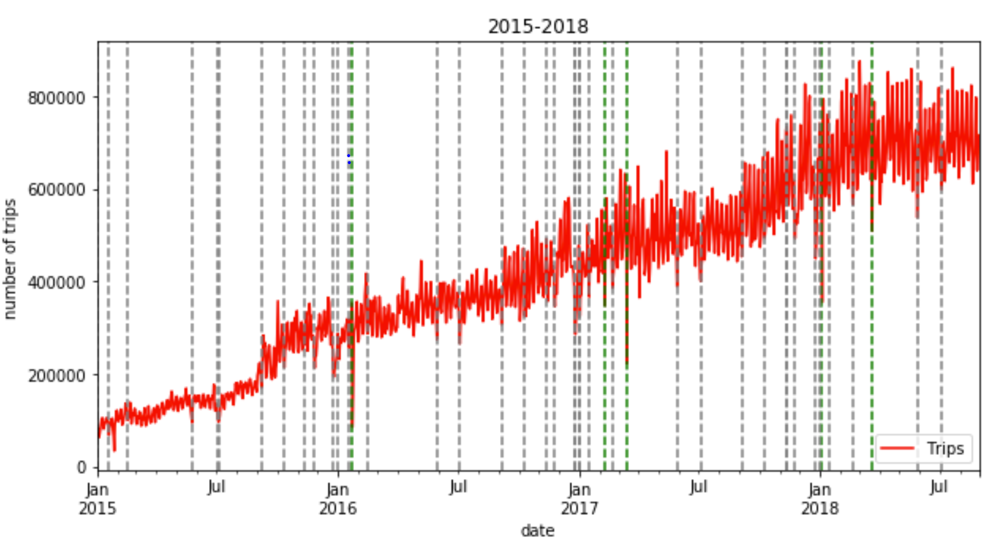 2015-2018
number of trips
800000
600000
400000
200000
0
Trips
Jan Jul Jan Jul Jan Jul Jan Jul
2015 2016 2017 2018
date